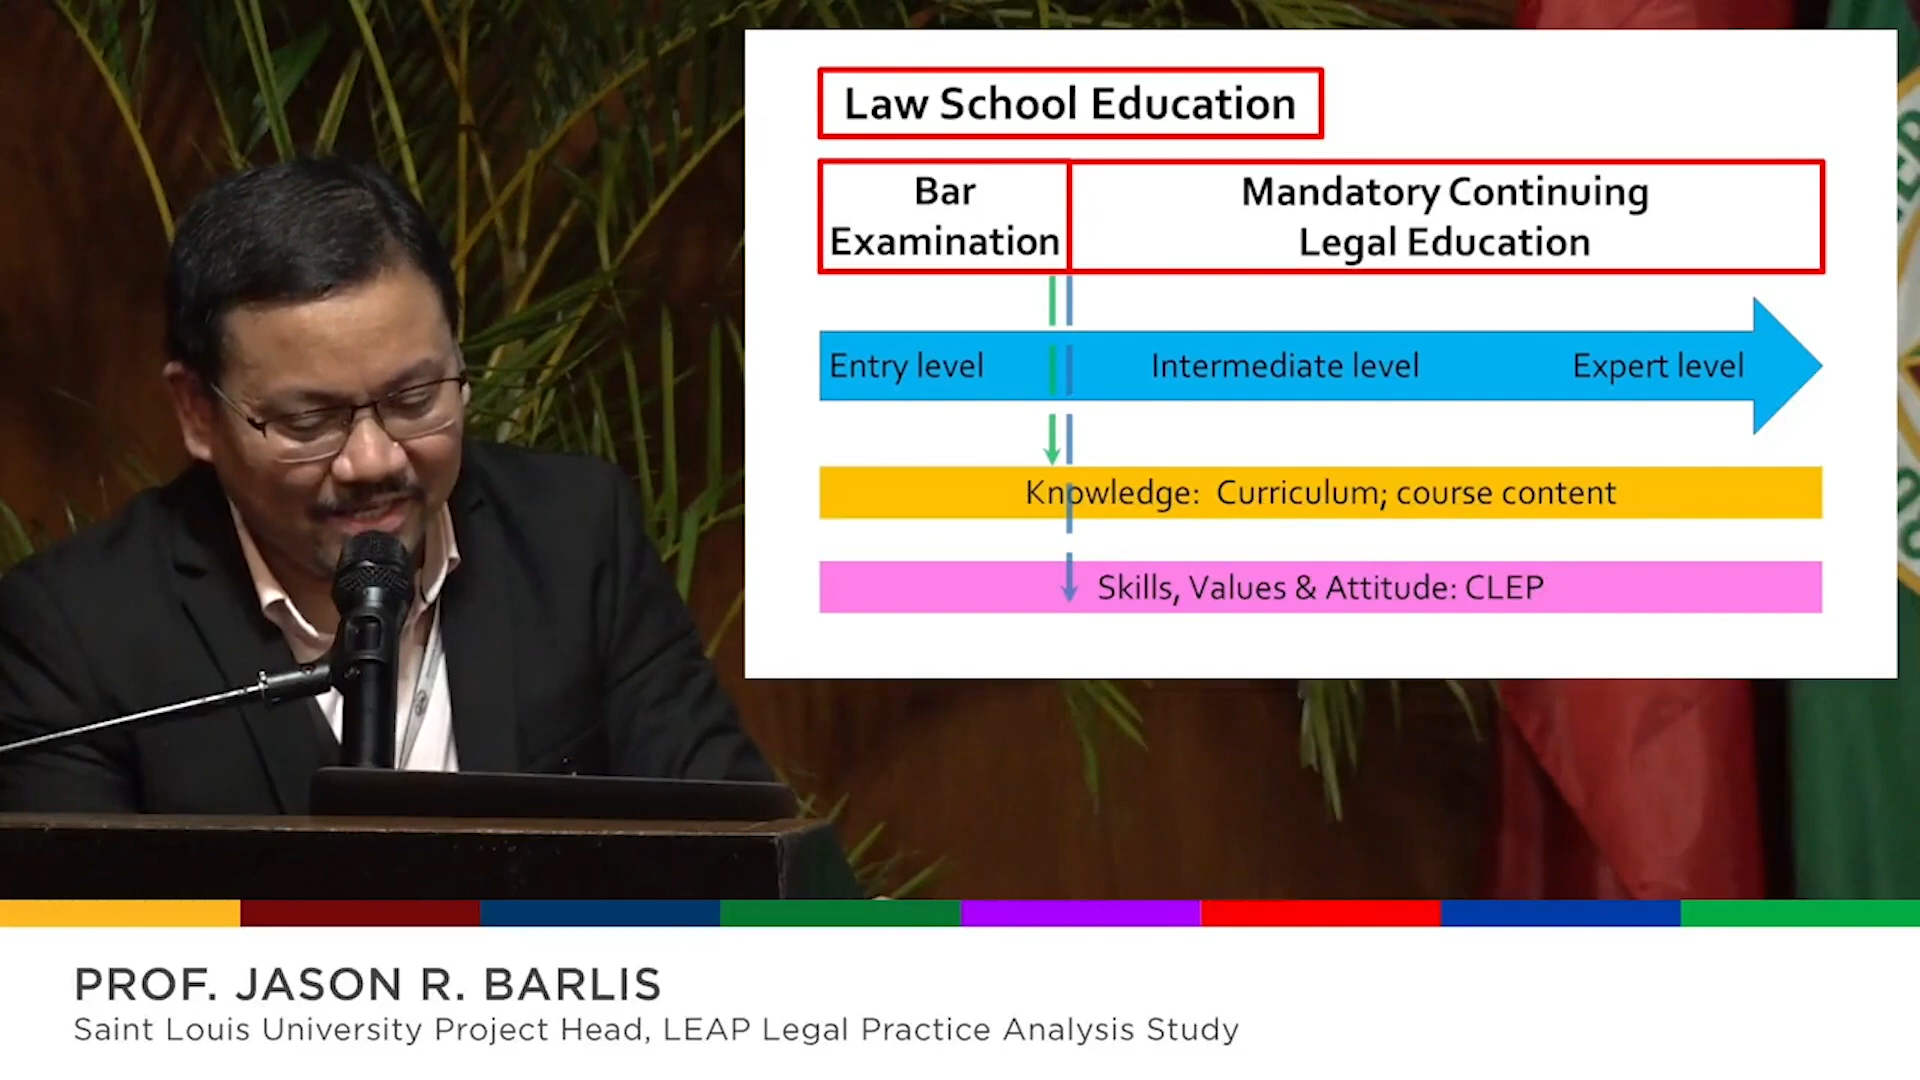 Law School Education
Bar
Examination
Mandatory Continuing
Legal Education
Entry level
Intermediate level
Expert level
Knowledge: Curriculum; course content
Skills, Values & Attitude: CLEP
PROF. JASON R. BARLIS
Saint Louis University Project Head, LEAP Legal Practice Analysis Study